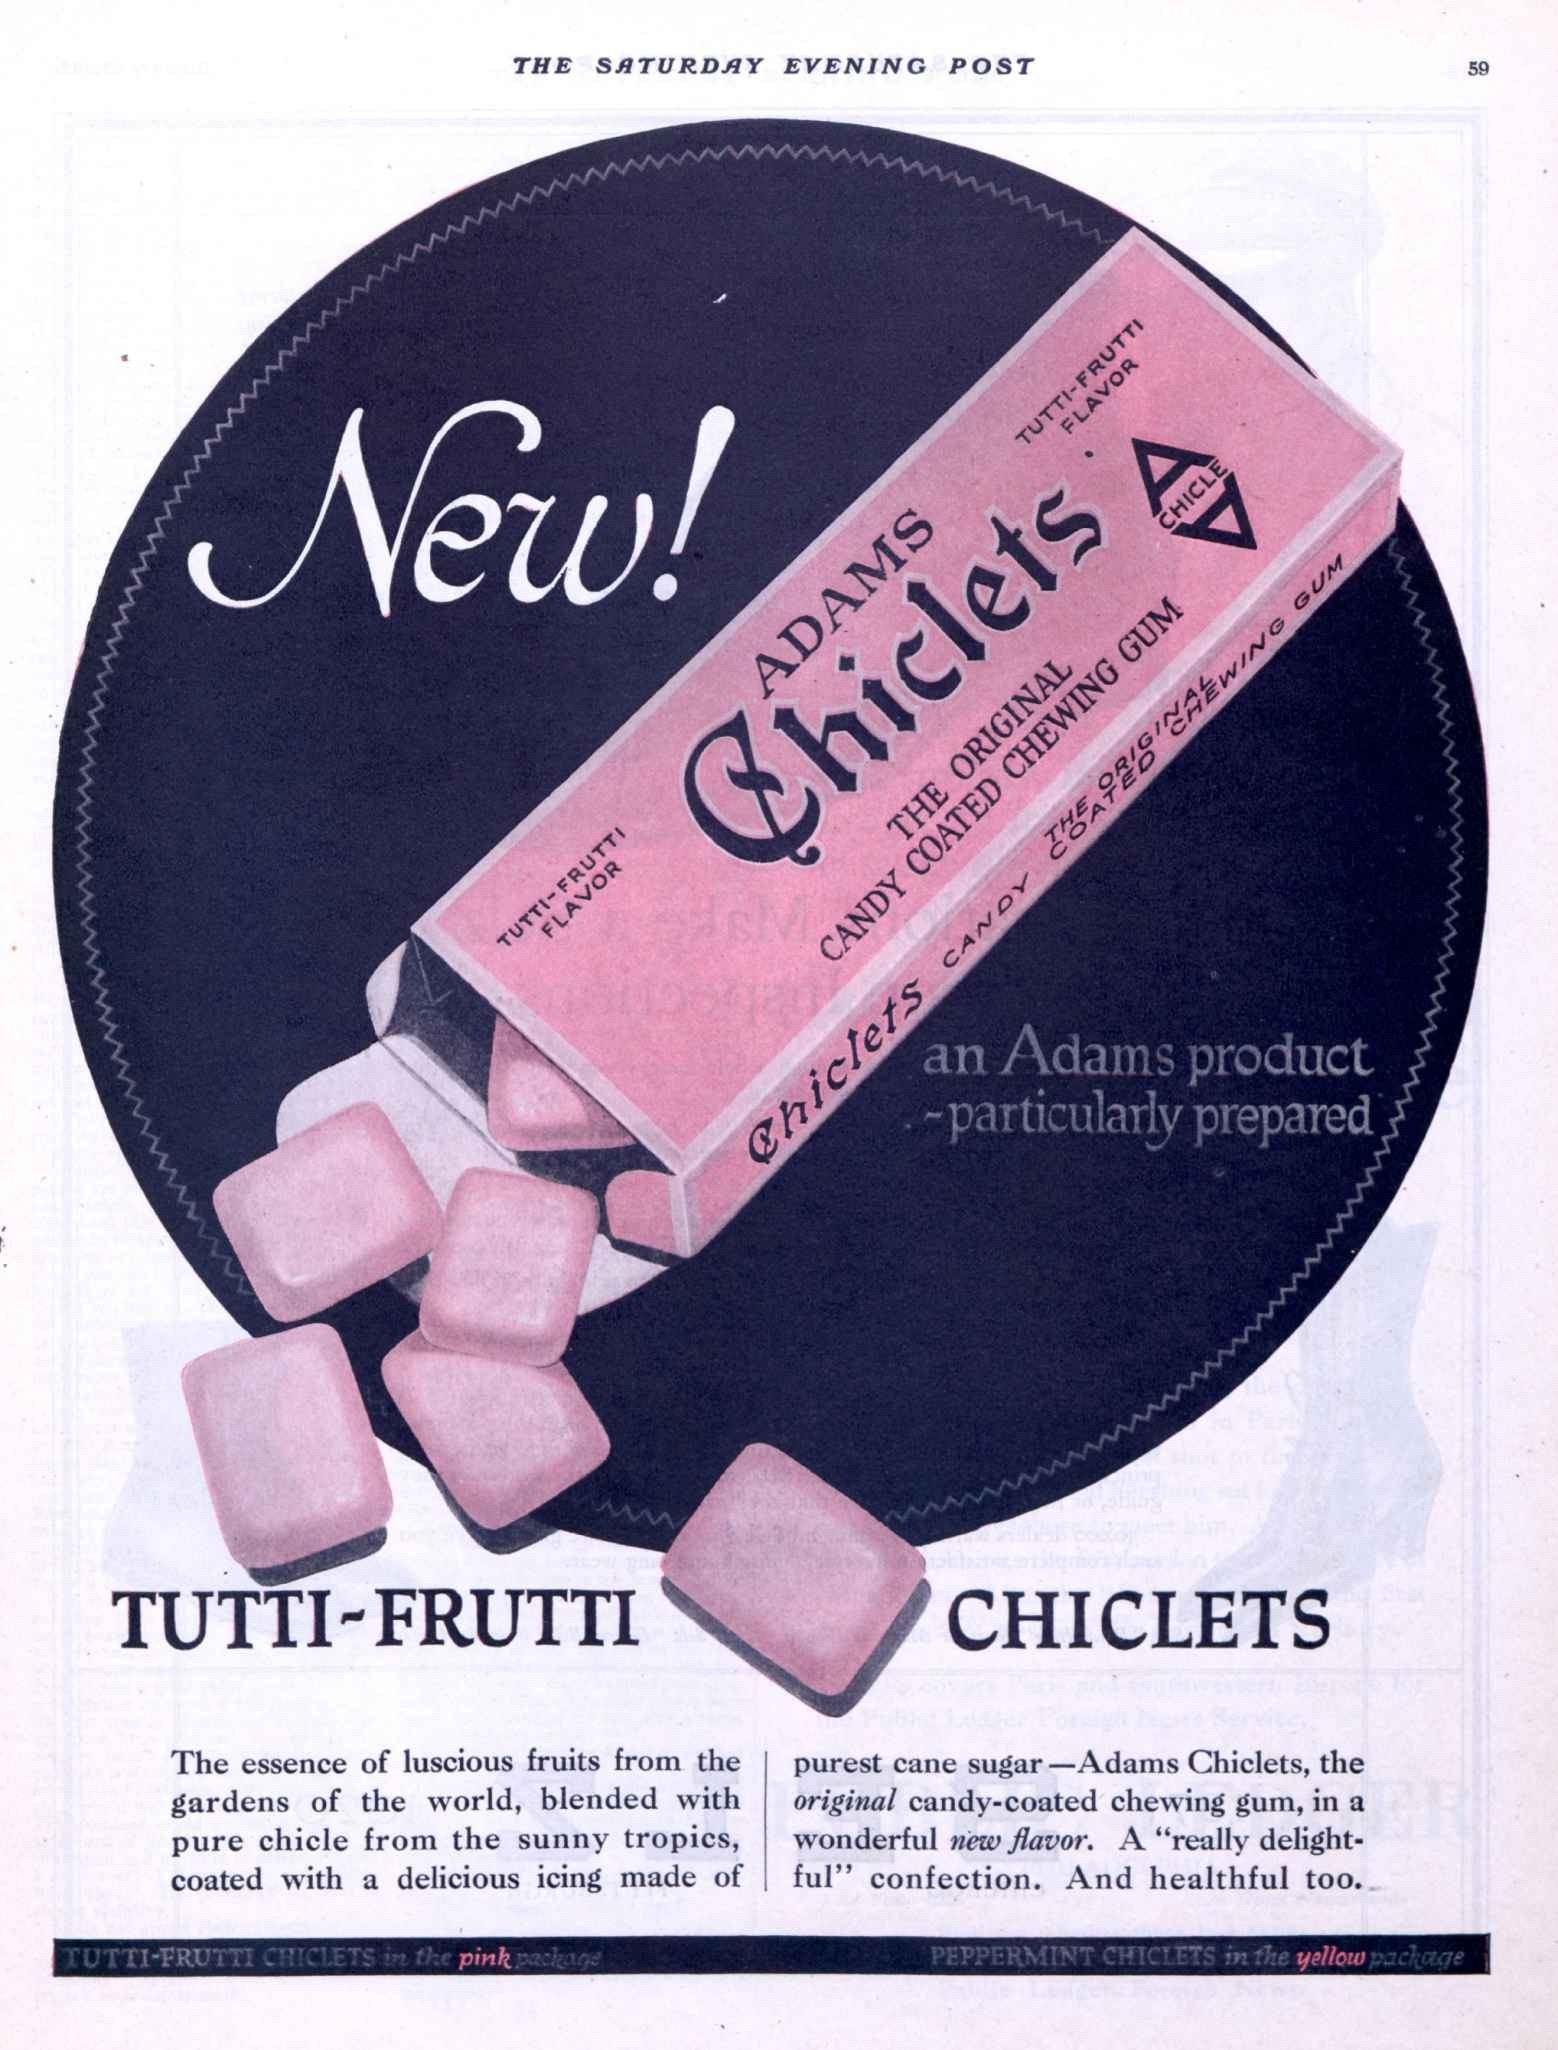 THE SATURDAY EVENING POST
59
New!
TUTTI-FRUTTI
FLAVOR
ADAMS
Chiclets
CHICLE
THE ORIGINAL
CANDY COATED CHEWING GUM
TUTTI-FRUTTI
FLAVOR
Chiclets CANDY THE ORIGINAL COATED CHEWING GUM
an Adams product
-particularly prepared
TUTTI-FRUTTI CHICLETS
The essence of luscious fruits from the
gardens of the world, blended with
pure chicle from the sunny tropics,
coated with a delicious icing made of
purest cane sugar—Adams Chiclets, the
original candy-coated chewing gum, in a
wonderful new flavor. A “really delight-
ful” confection. And healthful too.
TUTTI-FRUTTI CHICLETS in the pink package
PEPPERMINT CHICLETS in the yellow package